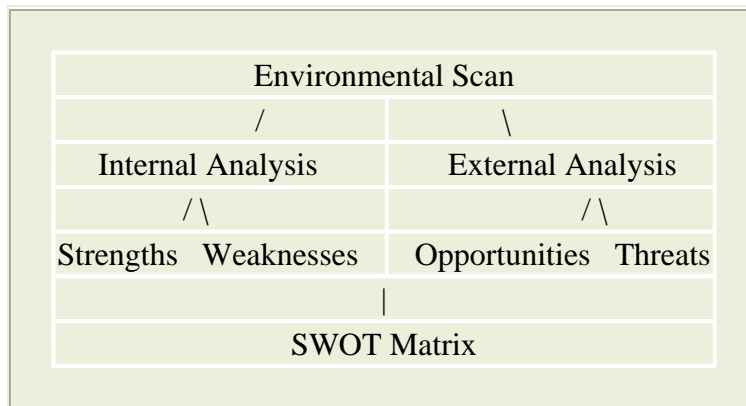 Environmental Scan
/ \
Internal Analysis External Analysis
/ \ / \
Strengths Weaknesses Opportunities Threats
|
SWOT Matrix